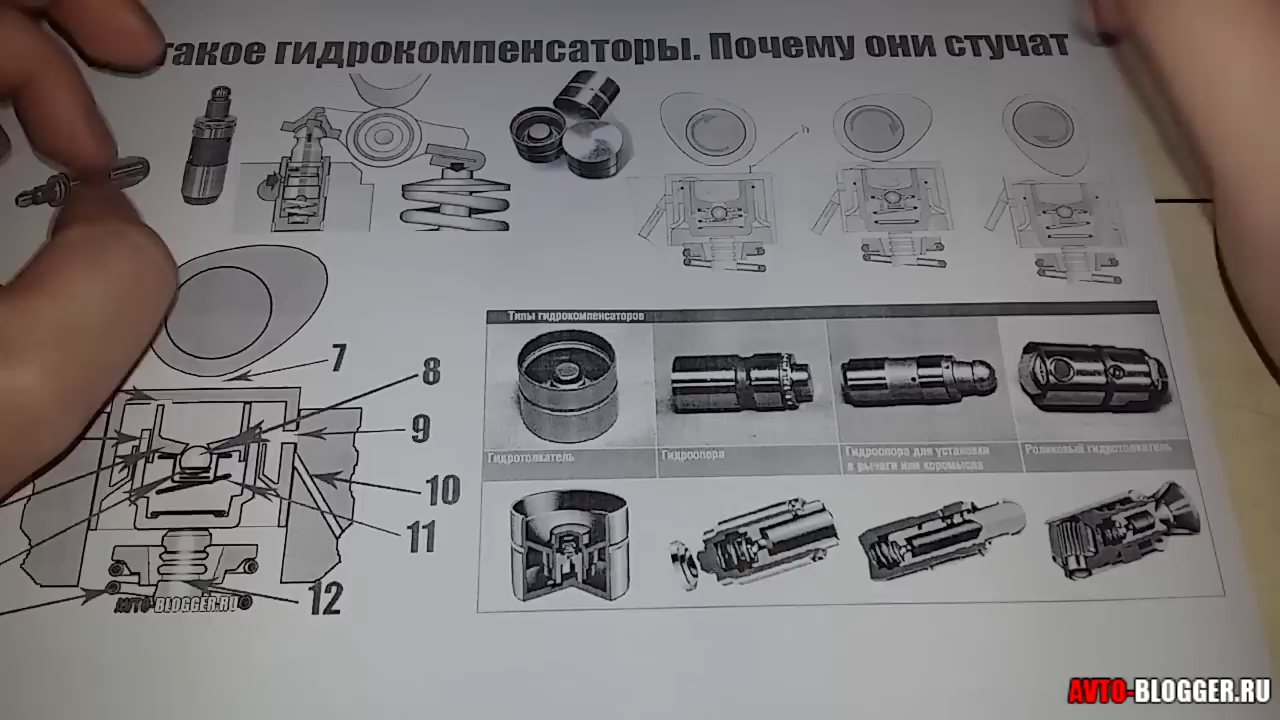 такое гидрокомпенсаторы. Почему они стучат
h
7
8
9
10
11
12
AVTO-BLOGGER.RU
Типы гидрокомпенсаторов
Гидротолкатель
Гидроопора
Гидроопора для установки
в рычаги или коромысла
Роликовый гидротолкатель
AVTO-BLOGGER.RU